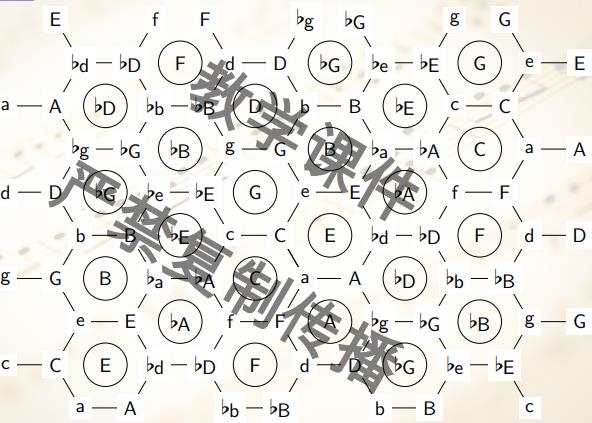 E f F ♭g ♭G g G
♭d ♭D F d D ♭G ♭e ♭E G e E
a A ♭D ♭b ♭B D b B ♭E c C
♭g ♭G ♭B g G B ♭a ♭A C a A
d D ♭G ♭e ♭E G e E ♭A f F
b B ♭E c C E ♭d ♭D F d D
g G B ♭a ♭A C a A ♭D ♭b ♭B
e E ♭A f F A ♭g ♭G ♭B g G
c C E ♭d ♭D F d D ♭G ♭e ♭E
a A ♭b ♭B b B c
教学课件
严禁复制传播